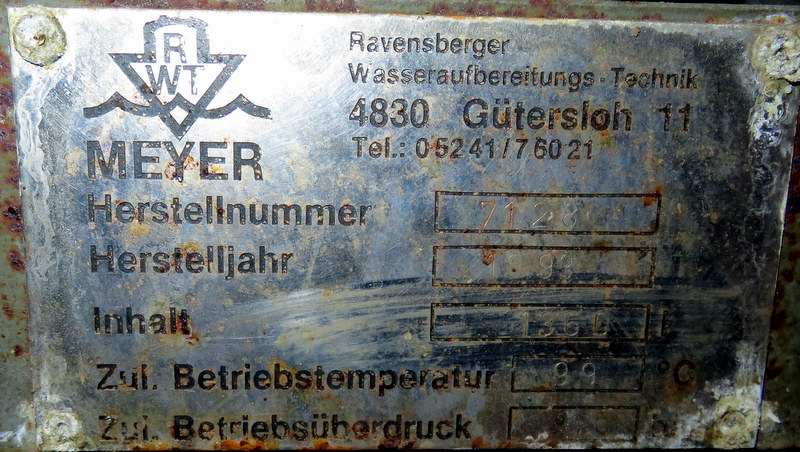 RWT
Ravensberger
Wasseraufbereitungs-Technik
4830 Gütersloh 11
Tel.: 05241/76021
MEYER
Herstellnummer 7128
Herstelljahr
Inhalt L
Zul. Betriebstemperatur 99 °C
Zul. Betriebsüberdruck